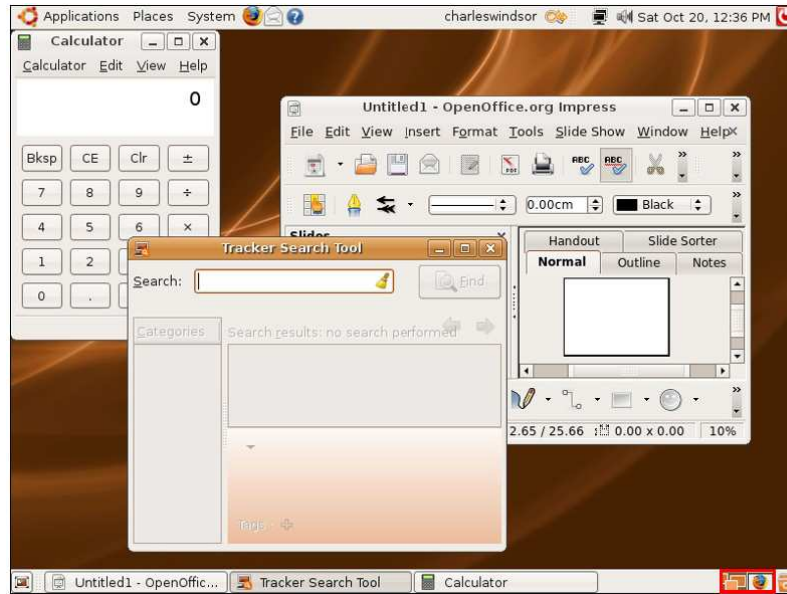 Applications Places System charleswindsor Sat Oct 20, 12:36 PM
Calculator
Calculator Edit View Help
0
Bksp CE Clr ±
7 8 9 ÷
4 5 6 ×
1 2
0 .
Untitled1 - OpenOffice.org Impress
File Edit View Insert Format Tools Slide Show Window Help
PDF ABC ABC
0.00cm Black
Slides
Handout Slide Sorter
Normal Outline Notes
2.65 / 25.66 0.00 x 0.00 10%
Tracker Search Tool
Search: Find
Categories Search results: no search performed
Tags
Untitled1 - OpenOffic... Tracker Search Tool Calculator